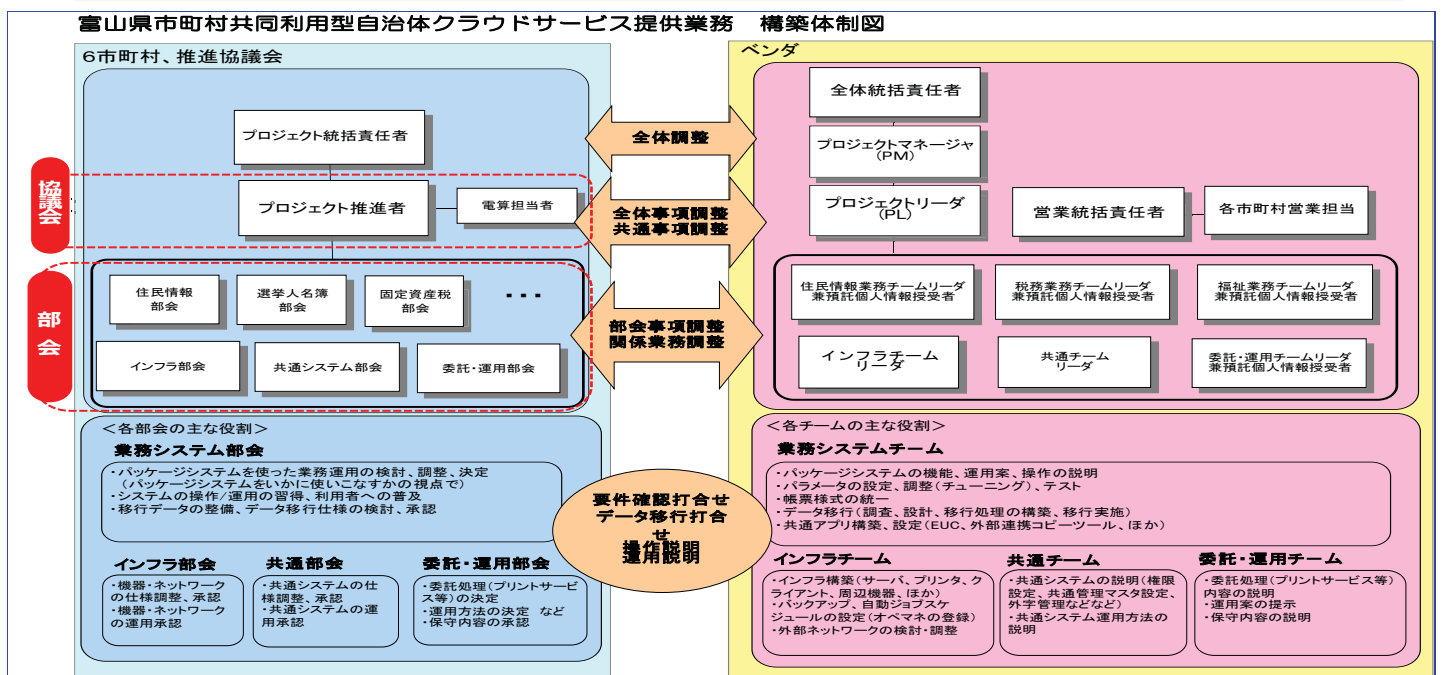 富山県市町村共同利用型自治体クラウドサービス提供業務　構築体制図
6市町村、推進協議会
プロジェクト統括責任者
協議会
プロジェクト推進者
電算担当者
部会
住民情報
部会
選挙人名簿
部会
固定資産税
部会
･･･
インフラ部会
共通システム部会
委託・運用部会
＜各部会の主な役割＞
業務システム部会
・パッケージシステムを使った業務運用の検討、調整、決定
（パッケージシステムをいかに使いこなすかの視点で）
・システムの操作/運用の習得、利用者への普及
・移行データの整備、データ移行仕様の検討、承認
インフラ部会
・機器・ネットワーク
の仕様調整、承認
・機器・ネットワーク
の運用承認
共通部会
・共通システムの仕
様調整、承認
・共通システムの運
用承認
委託・運用部会
・委託処理(プリントサービ
ス等)の決定
・運用方法の決定 など
・保守内容の承認
全体調整
全体事項調整
共通事項調整
部会事項調整
関係業務調整
要件確認打合せ
データ移行打合
せ
操作説明
運用説明
ベンダ
全体統括責任者
プロジェクトマネージャ
(PM)
プロジェクトリーダ
(PL)
営業統括責任者
各市町村営業担当
住民情報業務チームリーダ
兼預託個人情報授受者
税務業務チームリーダ
兼預託個人情報授受者
福祉業務チームリーダ
兼預託個人情報授受者
インフラチーム
リーダ
共通チーム
リーダ
委託・運用チームリーダ
兼預託個人情報授受者
＜各チームの主な役割＞
業務システムチーム
・パッケージシステムの機能、運用案、操作の説明
・パラメータの設定、調整(チューニング)、テスト
・帳票様式の統一
・データ移行(調査、設計、移行処理の構築、移行実施)
・共通アプリ構築、設定(EUC、外部連携コピーツール、ほか)
インフラチーム
・インフラ構築(サーバ、プリンタ、ク
ライアント、周辺機器、ほか)
・バックアップ、自動ジョブスケ
ジュールの設定(オペマネの登録)
・外部ネットワークの検討・調整
共通チーム
・共通システムの説明(権限
設定、共通管理マスタ設定、
外字管理などなど)
・共通システム運用方法の
説明
委託・運用チーム
・委託処理(プリントサービス等)
内容の説明
・運用案の提示
・保守内容の説明